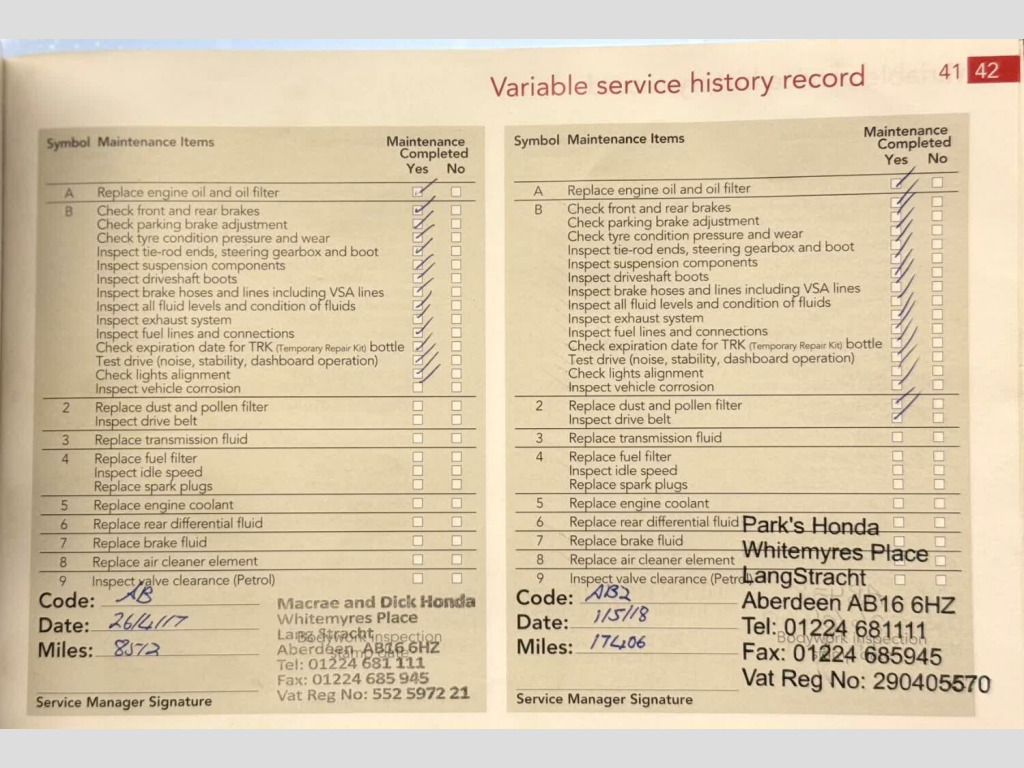 Variable service history record
41 42
Symbol Maintenance Items
Maintenance
Completed
Yes No
A Replace engine oil and oil filter
B Check front and rear brakes
Check parking brake adjustment
Check tyre condition pressure and wear
Inspect tie-rod ends, steering gearbox and boot
Inspect suspension components
Inspect driveshaft boots
Inspect brake hoses and lines including VSA lines
Inspect all fluid levels and condition of fluids
Inspect exhaust system
Inspect fuel lines and connections
Check expiration date for TRK (Temporary Repair Kit) bottle
Test drive (noise, stability, dashboard operation)
Check lights alignment
Inspect vehicle corrosion
2 Replace dust and pollen filter
Inspect drive belt
3 Replace transmission fluid
4 Replace fuel filter
Inspect idle speed
Replace spark plugs
5 Replace engine coolant
6 Replace rear differential fluid
7 Replace brake fluid
8 Replace air cleaner element
9 Inspect valve clearance (Petrol)
Code: AB
Date: 26/4/17
Miles: 8572
Service Manager Signature
Macrae and Dick Honda
Whitemyres Place
Lang Stracht
Aberdeen AB16 6HZ
Tel: 01224 681 111
Fax: 01224 685 945
Vat Reg No: 552 5972 21
Bodywork inspection
Symbol Maintenance Items
Maintenance
Completed
Yes No
A Replace engine oil and oil filter
B Check front and rear brakes
Check parking brake adjustment
Check tyre condition pressure and wear
Inspect tie-rod ends, steering gearbox and boot
Inspect suspension components
Inspect driveshaft boots
Inspect brake hoses and lines including VSA lines
Inspect all fluid levels and condition of fluids
Inspect exhaust system
Inspect fuel lines and connections
Check expiration date for TRK (Temporary Repair Kit) bottle
Test drive (noise, stability, dashboard operation)
Check lights alignment
Inspect vehicle corrosion
2 Replace dust and pollen filter
Inspect drive belt
3 Replace transmission fluid
4 Replace fuel filter
Inspect idle speed
Replace spark plugs
5 Replace engine coolant
6 Replace rear differential fluid
7 Replace brake fluid
8 Replace air cleaner element
9 Inspect valve clearance (Petrol)
Code: AB2
Date: 1/5/18
Miles: 17406
Service Manager Signature
Park's Honda
Whitemyres Place
LangStracht
Aberdeen AB16 6HZ
Tel: 01224 681111
Fax: 01224 685945
Vat Reg No: 290405570
Bodywork inspection